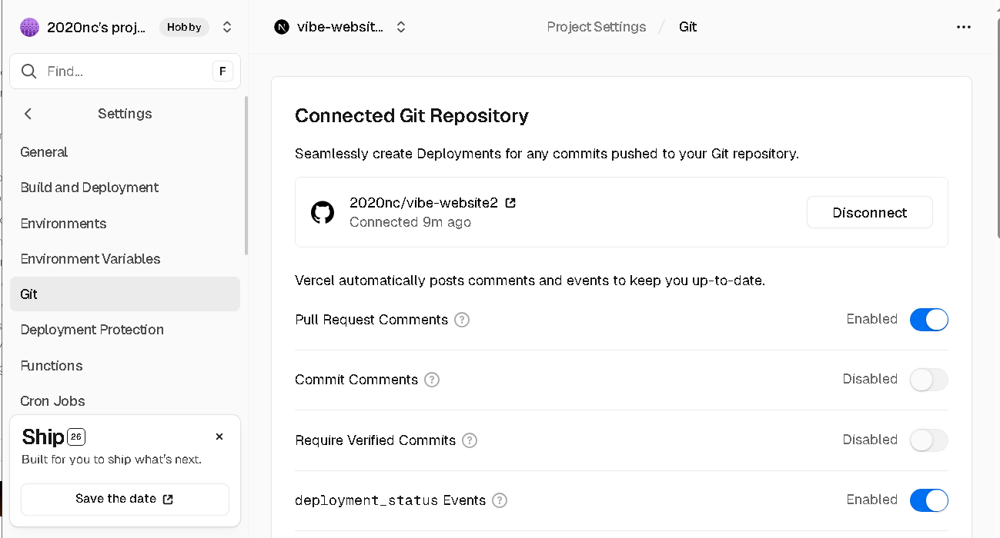 2020nc's proj... Hobby
vibe-websit...
Project Settings / Git
Find... F
Settings
General
Build and Deployment
Environments
Environment Variables
Git
Deployment Protection
Functions
Cron Jobs
Ship 26
Built for you to ship what's next.
Save the date
Connected Git Repository
Seamlessly create Deployments for any commits pushed to your Git repository.
2020nc/vibe-website2
Connected 9m ago
Disconnect
Vercel automatically posts comments and events to keep you up-to-date.
Pull Request Comments ? Enabled
Commit Comments ? Disabled
Require Verified Commits ? Disabled
deployment_status Events ? Enabled